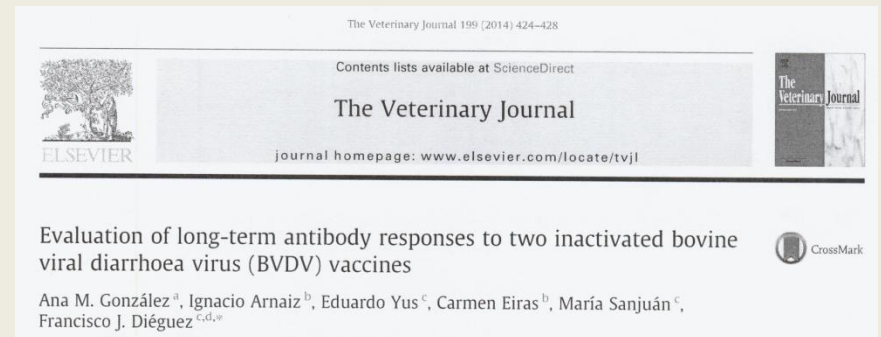 The Veterinary Journal 199 (2014) 424–428
Contents lists available at ScienceDirect
The Veterinary Journal
journal homepage: www.elsevier.com/locate/tvjl
ELSEVIER
The
Veterinary Journal
Evaluation of long-term antibody responses to two inactivated bovine
viral diarrhoea virus (BVDV) vaccines
CrossMark
Ana M. González a, Ignacio Arnaiz b, Eduardo Yus c, Carmen Eiras b, María Sanjuán c,
Francisco J. Diéguez c,d,*